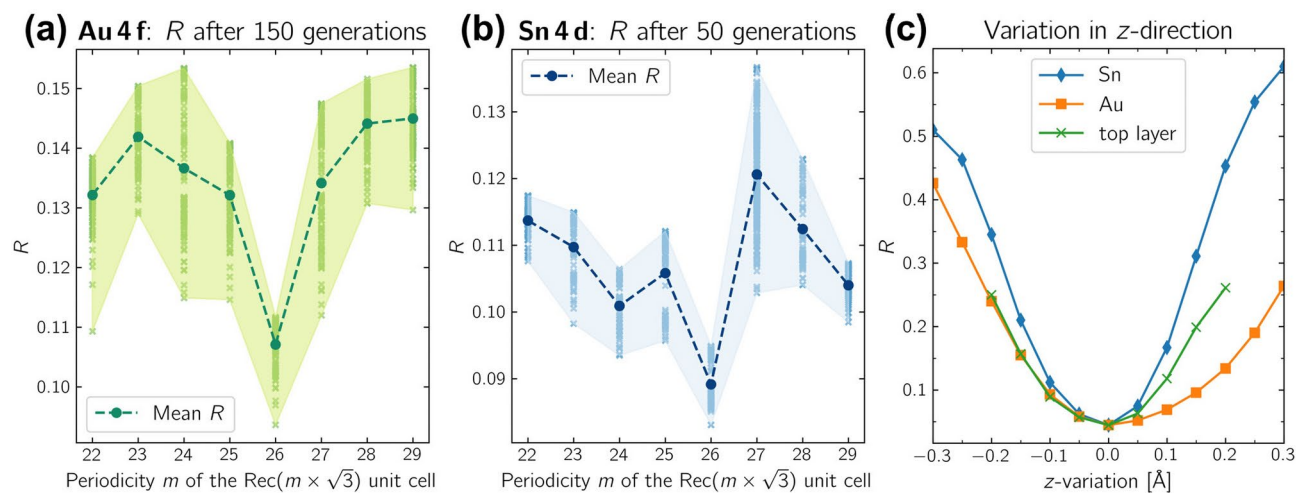 (a) Au 4 f: R after 150 generations
0.15
0.14
0.13
0.12
0.11
0.10
R
Mean R
22 23 24 25 26 27 28 29
Periodicity m of the Rec(m × √3) unit cell
(b) Sn 4 d: R after 50 generations
Mean R
0.13
0.12
0.11
0.10
0.09
R
22 23 24 25 26 27 28 29
Periodicity m of the Rec(m × √3) unit cell
(c) Variation in z-direction
Sn
Au
top layer
0.6
0.5
0.4
0.3
0.2
0.1
R
−0.3 −0.2 −0.1 0.0 0.1 0.2 0.3
z-variation [Å]